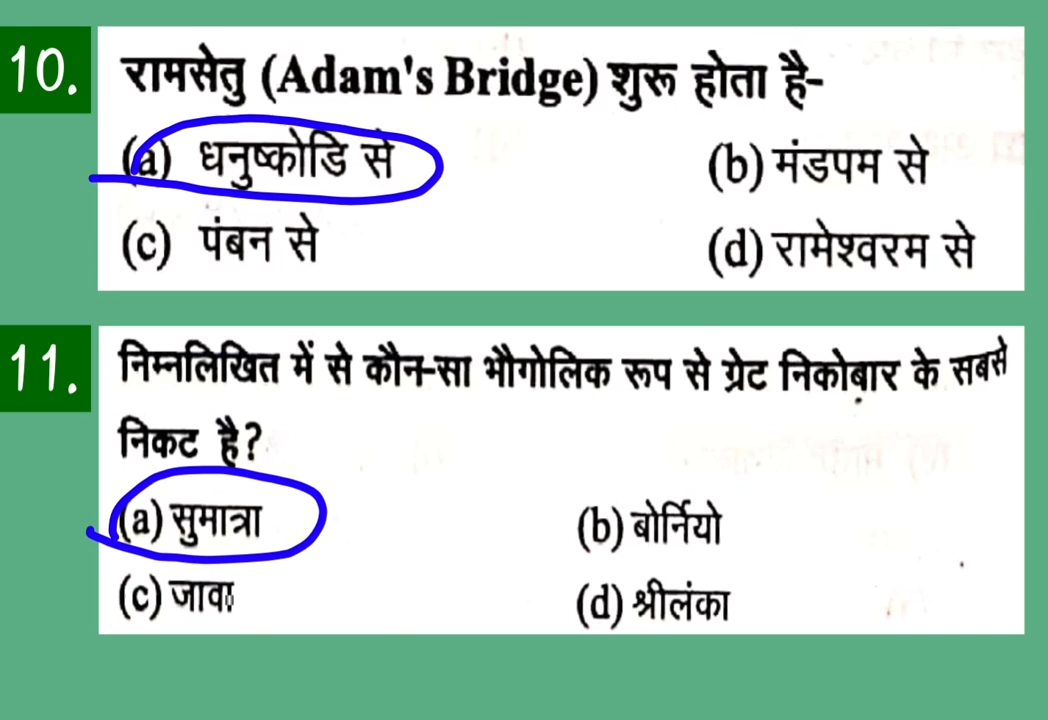 10. रामसेतु (Adam's Bridge) शुरू होता है-
(a) धनुष्कोडि से (b) मंडपम से
(c) पंबन से (d) रामेश्वरम से
11. निम्नलिखित में से कौन-सा भौगोलिक रूप से ग्रेट निकोबार के सबसे
निकट है?
(a) सुमात्रा (b) बोर्नियो
(c) जावा (d) श्रीलंका